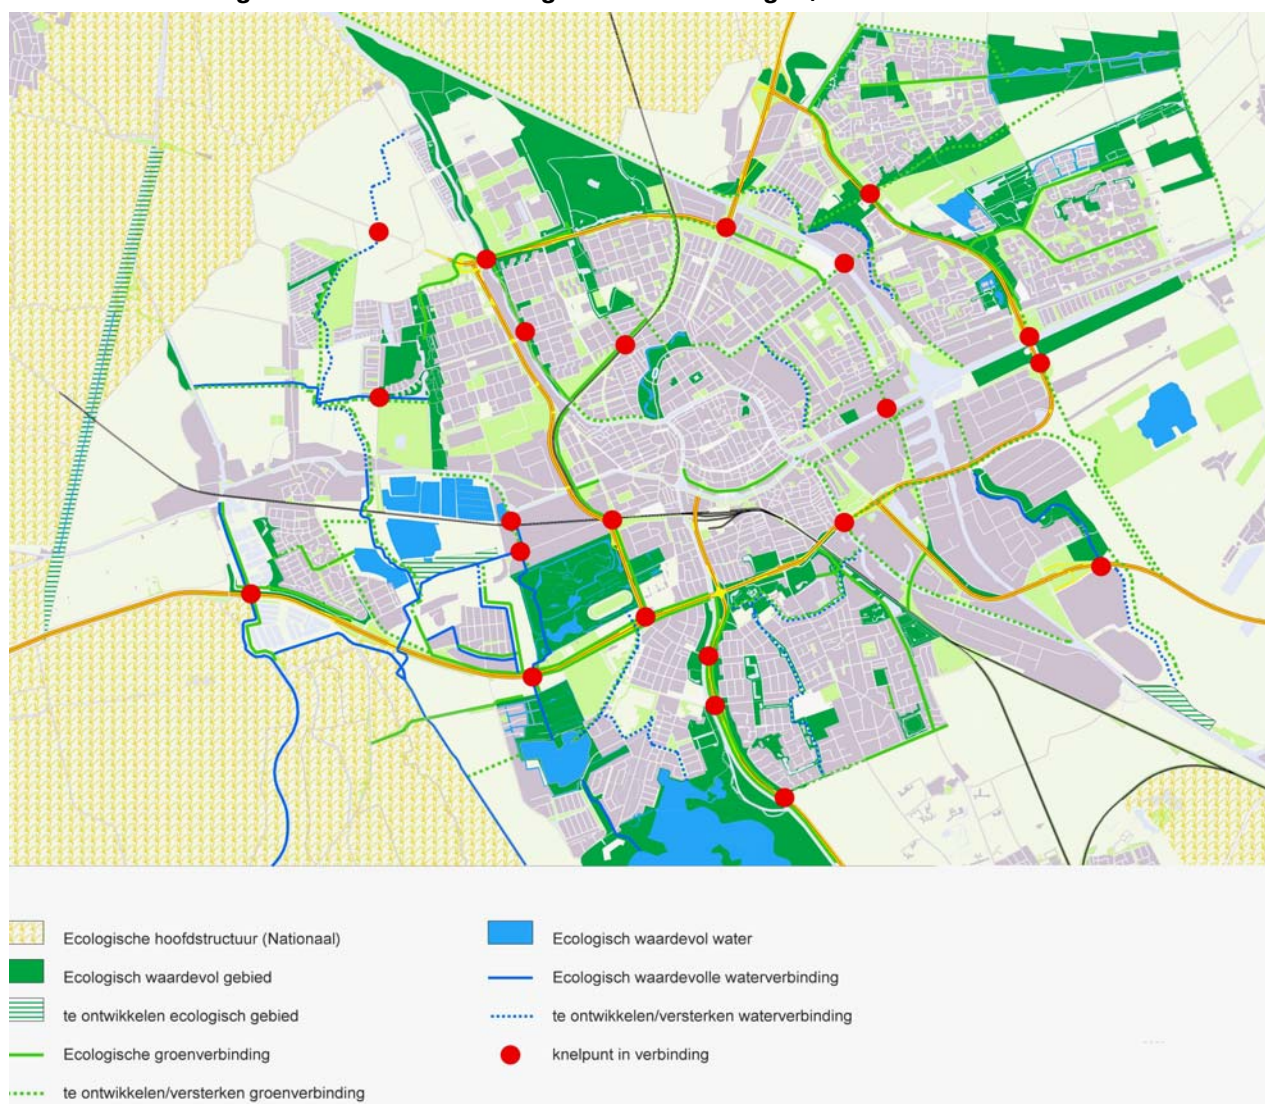 Ecologische hoofdstructuur (Nationaal)
Ecologisch waardevol gebied
te ontwikkelen ecologisch gebied
Ecologische groenverbinding
te ontwikkelen/versterken groenverbinding
Ecologisch waardevol water
Ecologisch waardevolle waterverbinding
te ontwikkelen/versterken waterverbinding
knelpunt in verbinding